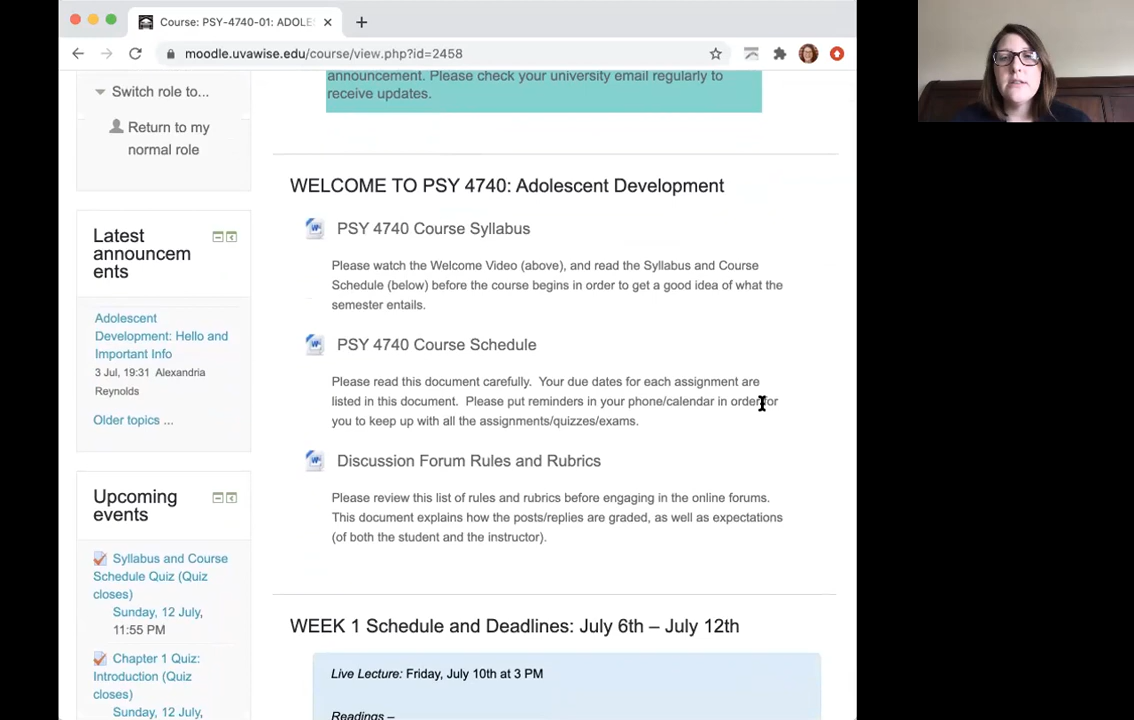 Course: PSY-4740-01: ADOLES
moodle.uvawise.edu/course/view.php?id=2458
Switch role to...
Return to my
normal role
Latest
announcem
ents
Adolescent
Development: Hello and
Important Info
3 Jul, 19:31 Alexandria
Reynolds
Older topics ...
Upcoming
events
Syllabus and Course
Schedule Quiz (Quiz
closes)
Sunday, 12 July,
11:55 PM
Chapter 1 Quiz:
Introduction (Quiz
closes)
Sunday, 12 July,
announcement. Please check your university email regularly to
receive updates.
WELCOME TO PSY 4740: Adolescent Development
PSY 4740 Course Syllabus
Please watch the Welcome Video (above), and read the Syllabus and Course
Schedule (below) before the course begins in order to get a good idea of what the
semester entails.
PSY 4740 Course Schedule
Please read this document carefully. Your due dates for each assignment are
listed in this document. Please put reminders in your phone/calendar in order for
you to keep up with all the assignments/quizzes/exams.
Discussion Forum Rules and Rubrics
Please review this list of rules and rubrics before engaging in the online forums.
This document explains how the posts/replies are graded, as well as expectations
(of both the student and the instructor).
WEEK 1 Schedule and Deadlines: July 6th – July 12th
Live Lecture: Friday, July 10th at 3 PM
Readings –